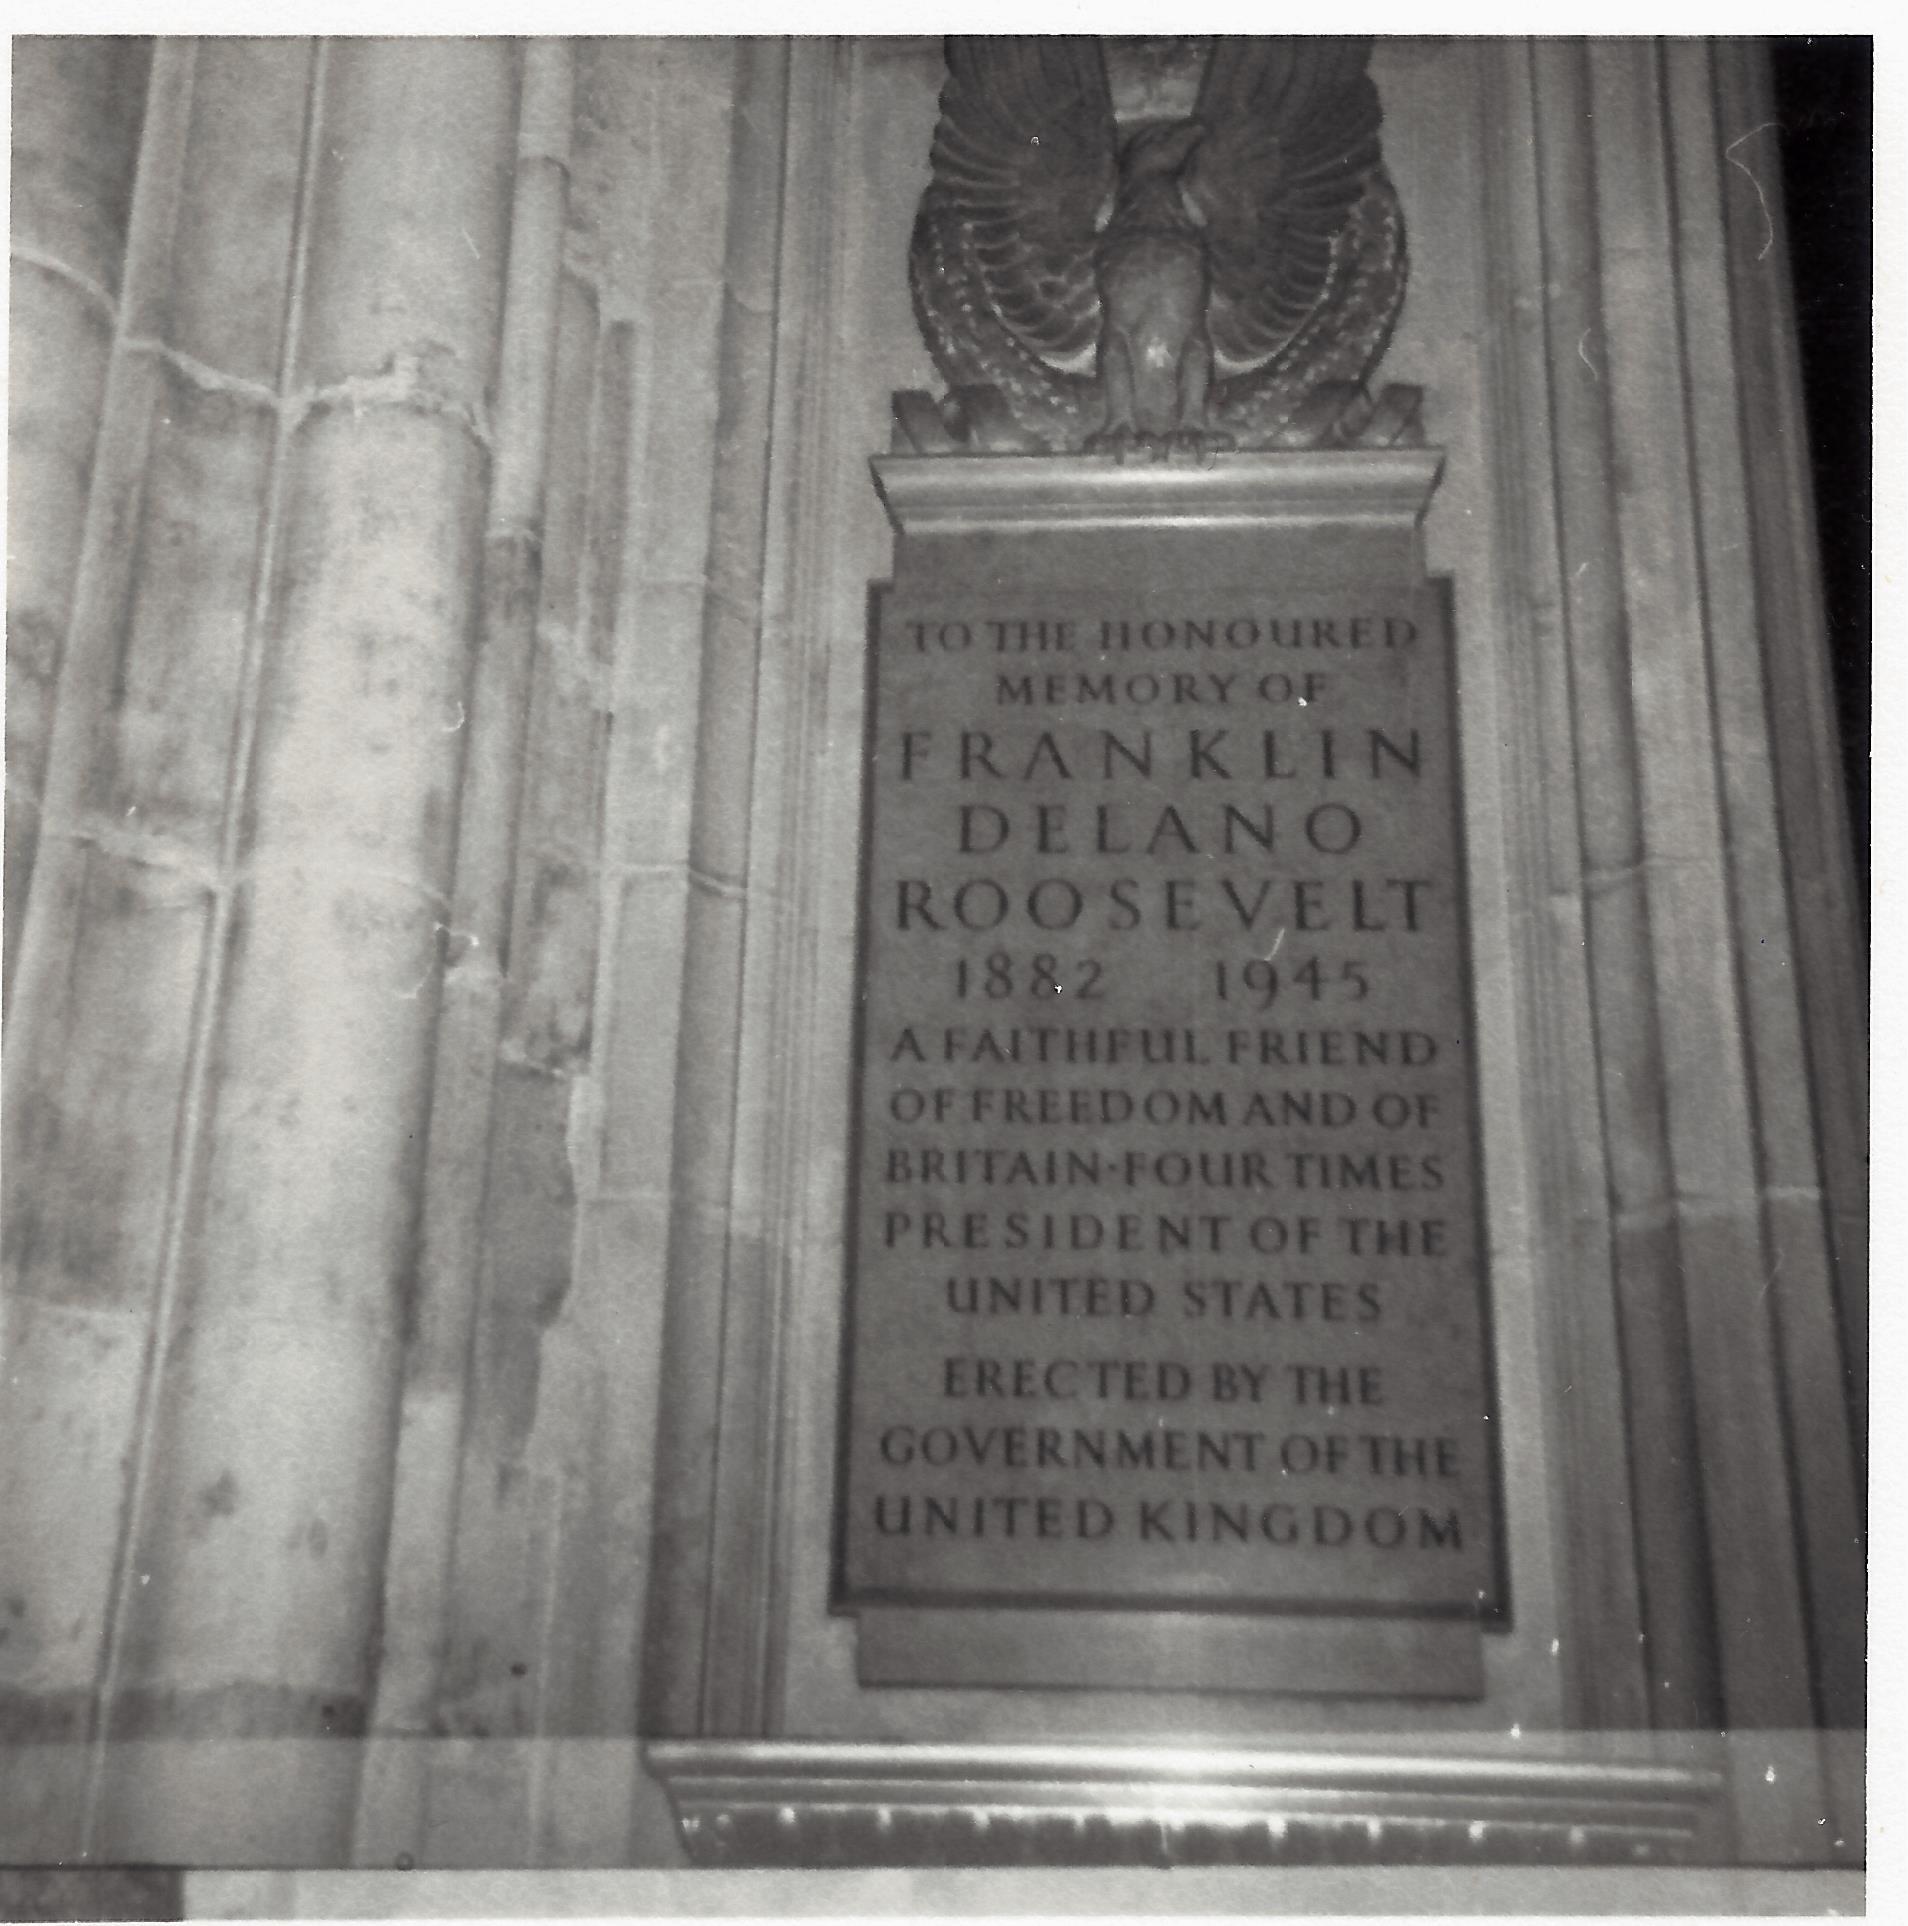 TO THE HONOURED
MEMORY OF
FRANKLIN
DELANO
ROOSEVELT
1882 1945
A FAITHFUL FRIEND
OF FREEDOM AND OF
BRITAIN·FOUR TIMES
PRESIDENT OF THE
UNITED STATES
ERECTED BY THE
GOVERNMENT OF THE
UNITED KINGDOM